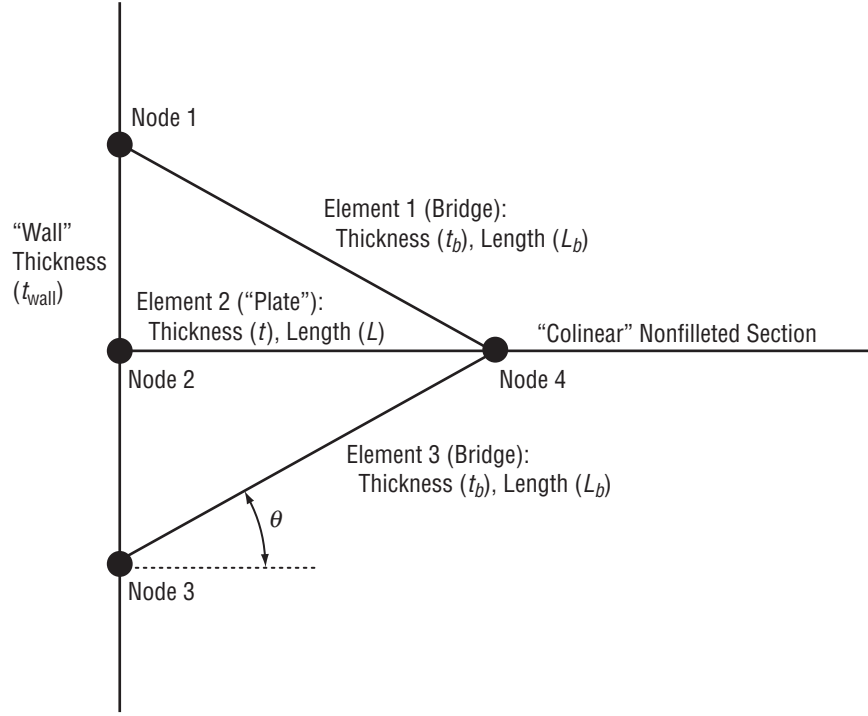 Node 1
Element 1 (Bridge):
Thickness (t_b), Length (L_b)
“Wall”
Thickness
(t_wall)
Element 2 (“Plate”):
Thickness (t), Length (L)
“Colinear” Nonfilleted Section
Node 2
Node 4
Element 3 (Bridge):
Thickness (t_b), Length (L_b)
θ
Node 3